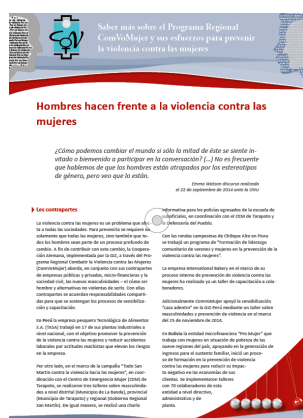 Saber más sobre el Programa Regional
ComVoMujer y sus esfuerzos para prevenir
la violencia contra las mujeres
Hombres hacen frente a la violencia contra las
mujeres
¿Cómo podemos cambiar el mundo si sólo la mitad de éste se siente in-
vitado o bienvenida a participar en la conversación? (...) No es frecuente
que hablemos de que los hombres están atrapados por los estereotipos
de género, pero veo que lo están.
Emma Watson discurso realizado
el 22 de septiembre de 2014 ante la ONU
Los contrapartes
La violencia contra las mujeres es un problema que afec-
ta a todas las sociedades. Para prevenirla se requiere no
solamente que todas las mujeres, sino también que to-
dos los hombres sean parte de un proceso profundo de
cambio. A fin de contribuir con este cambio, la Coopera-
ción Alemana, implementada por la GIZ, a través del Pro-
grama Regional Combatir la Violencia contra las Mujeres
(ComVoMujer) aborda, en conjunto con sus contrapartes
de empresas públicas y privadas, micro-financieras y la
sociedad civil, las nuevas masculinidades – el cómo ser
hombre y alternativas no violentas de serlo. Con ellas
contrapartes se acuerdan responsabilidades comparti-
das para que se sostengan los procesos de sensibiliza-
ción y capacitación.
En Perú la empresa pesquera Tecnológica de Alimentos
S.A. (TASA) trabajó en 17 de sus plantas industriales a
nivel nacional, con el objetivo promover la prevención
de la violencia contra las mujeres y reducir accidentes
laborales por actitudes machistas que elevan los riesgos
en la empresa.
Por otro lado, en el marco de la campaña "Todo San
Martín contra la violencia hacia las mujeres", en coordi-
nación con el Centro de Emergencia Mujer (CEM) de
Tarapoto, se realizaron tres talleres sobre masculinida-
des a nivel distrital (Municipio de La Banda), provincial
(Municipio de Tarapoto) y regional (Gobierno Regional
San Martín). De igual manera, se realizó una charla
informativa para los policías egresados de la escuela de
suboficiales, en coordinación con el CEM de Tarapoto y
la Defensoría del Pueblo.
Con las rondas campesinas de Chilique Alto en Piura
se trabajó un programa de "Formación de liderazgo
comunitario de varones y mujeres en la prevención de la
violencia contra las mujeres".
La empresa International Bakery en el marco de su
proceso interno de prevención de violencia contra las
mujeres ha realizado ya un taller de capacitación a cola-
boradores.
Adicionalmente ComVoMujer apoyó la sensibilización
"Caza adictos" en la GIZ Perú mediante un taller sobre
masculinidades y prevención de violencia en el marco
del 25 de noviembre de 2014.
En Bolivia la entidad microfinanciera "Pro Mujer" que
trabaja con mujeres en situación de pobreza de las
nueve regiones del país, apoyando en la generación de
ingresos para el sustento familiar, inició un proce-
so de formación en la prevención de violencia
contra las mujeres para reducir su impac-
to negativo en las economías de sus
clientas. Se implementaron talleres
con 70 colaboradores de esta
entidad a nivel directivo,
administrativo y de
planta.